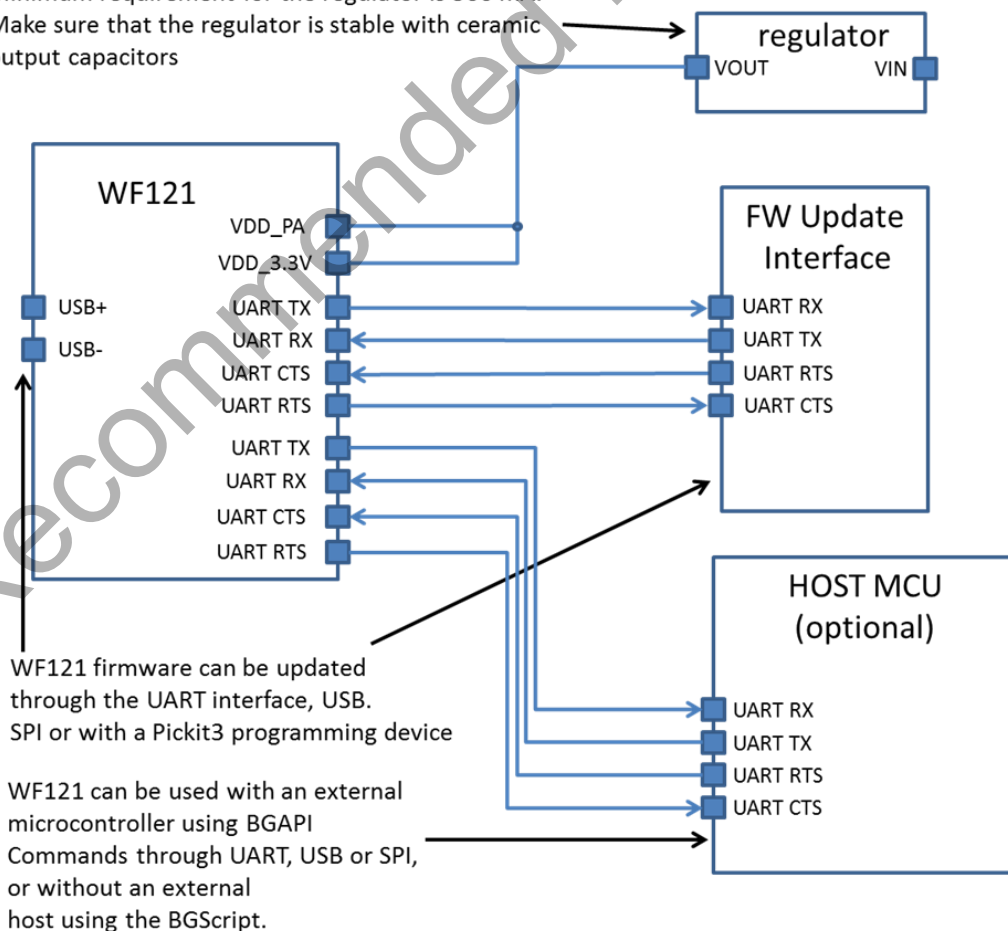 Make sure that the regulator is stable with ceramic
output capacitors
regulator
VOUT
VIN
WF121
VDD_PA
VDD_3.3V
USB+
USB-
UART TX
UART RX
UART CTS
UART RTS
UART TX
UART RX
UART CTS
UART RTS
FW Update
Interface
UART RX
UART TX
UART RTS
UART CTS
HOST MCU
(optional)
UART RX
UART TX
UART RTS
UART CTS
WF121 firmware can be updated
through the UART interface, USB.
SPI or with a Pickit3 programming device
WF121 can be used with an external
microcontroller using BGAPI
Commands through UART, USB or SPI,
or without an external
host using the BGScript.
recommended